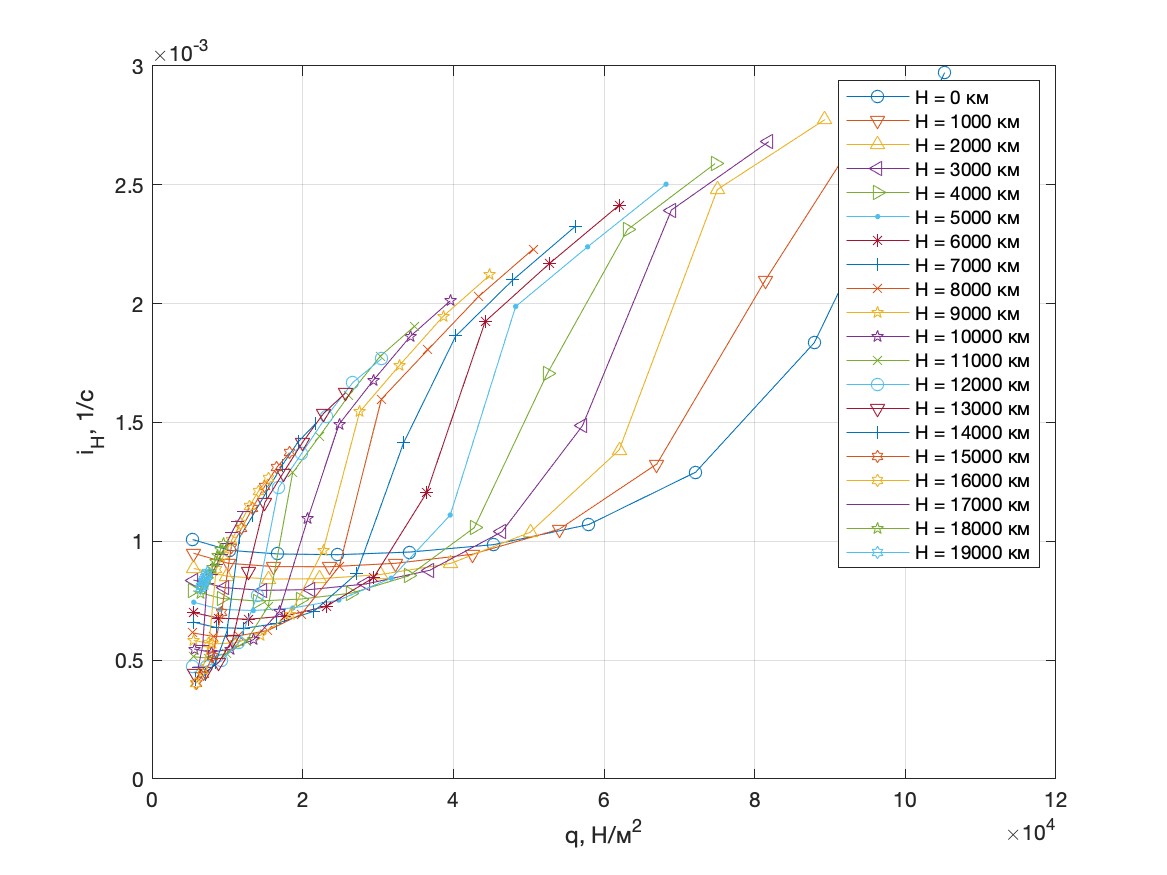 ×10⁻³
3
2.5
2
1.5
1
0.5
0
i_H, 1/c
0 2 4 6 8 10 12
×10⁴
q, Н/м²
H = 0 км
H = 1000 км
H = 2000 км
H = 3000 км
H = 4000 км
H = 5000 км
H = 6000 км
H = 7000 км
H = 8000 км
H = 9000 км
H = 10000 км
H = 11000 км
H = 12000 км
H = 13000 км
H = 14000 км
H = 15000 км
H = 16000 км
H = 17000 км
H = 18000 км
H = 19000 км